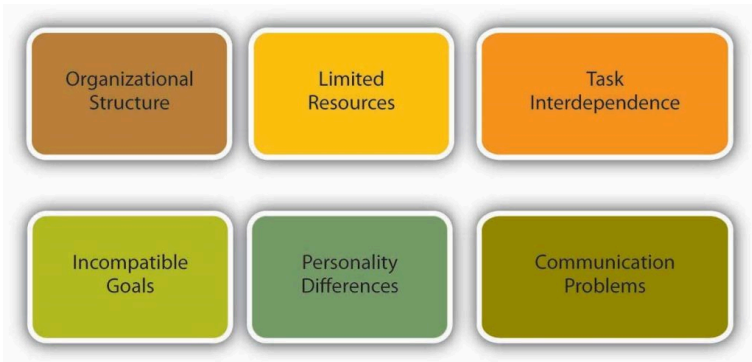 Organizational
Structure
Limited
Resources
Task
Interdependence
Incompatible
Goals
Personality
Differences
Communication
Problems